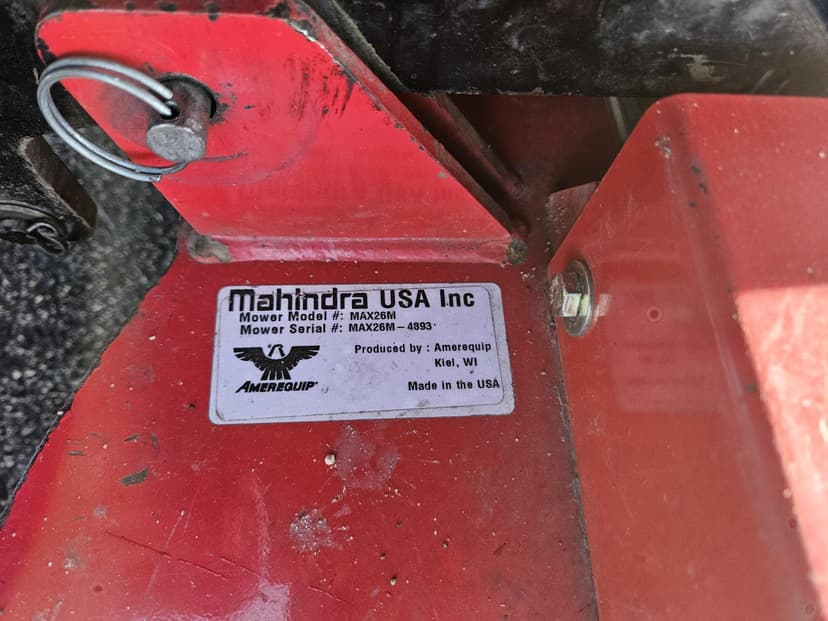 Mahindra USA Inc
Mower Model #: MAX26M
Mower Serial #: MAX26M-4893
Produced by : Amerequip
Kiel, WI
AMEREQUIP
Made in the USA